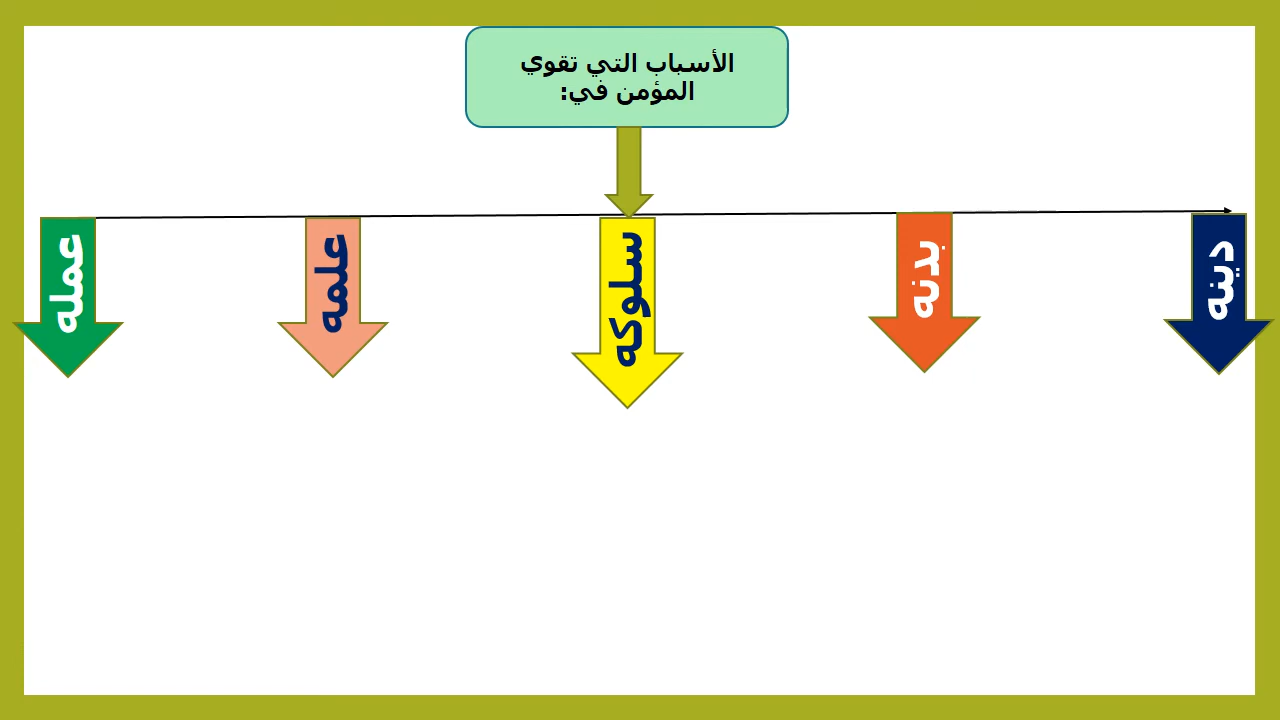 الأسباب التي تقوي
المؤمن في:
دينه
بدنه
سلوكه
علمه
عمله